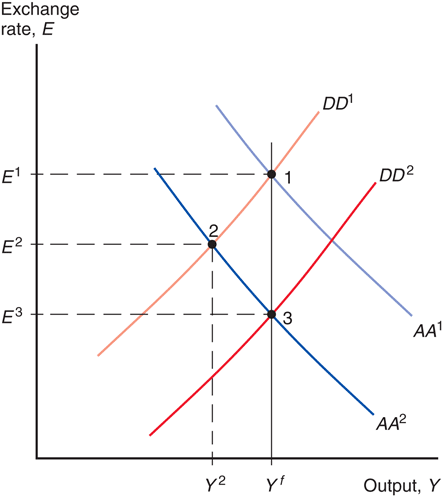 Exchange
rate, E
DD¹
1
E¹
DD²
2
E²
E³
3
AA¹
AA²
Y²
Yᶠ
Output, Y